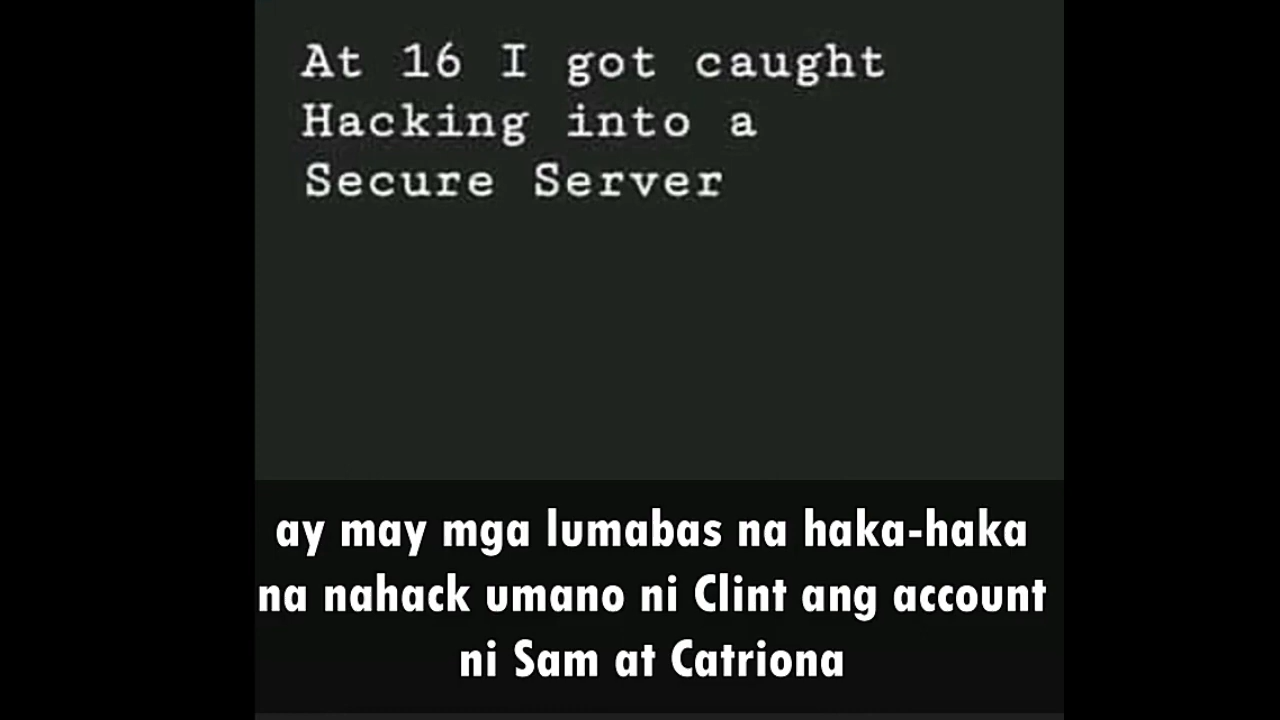 At 16 I got caught
Hacking into a
Secure Server
ay may mga lumabas na haka-haka
na nahack umano ni Clint ang account
ni Sam at Catriona